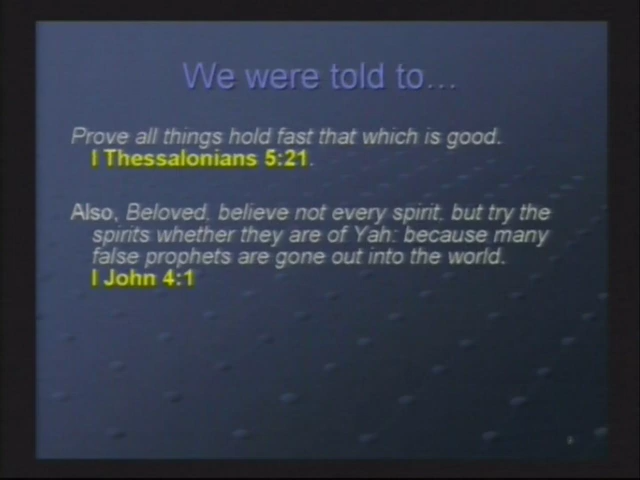 We were told to...
Prove all things hold fast that which is good.
I Thessalonians 5:21.
Also, Beloved, believe not every spirit, but try the
spirits whether they are of Yah: because many
false prophets are gone out into the world.
I John 4:1